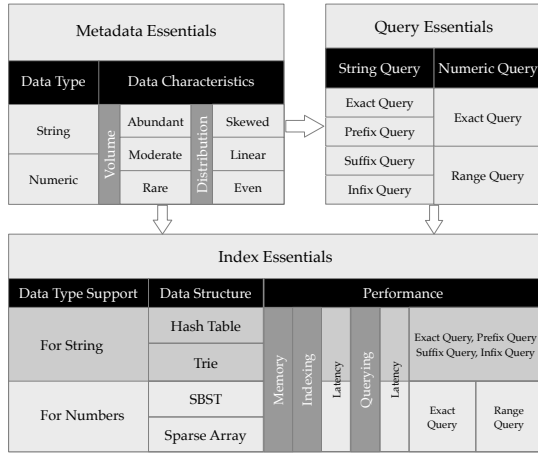 Metadata Essentials
Data Type
Data Characteristics
String
Numeric
Volume
Abundant
Moderate
Rare
Distribution
Skewed
Linear
Even
Query Essentials
String Query
Numeric Query
Exact Query
Prefix Query
Suffix Query
Infix Query
Exact Query
Range Query
Index Essentials
Data Type Support
Data Structure
Performance
For String
Hash Table
Trie
For Numbers
SBST
Sparse Array
Memory
Indexing
Latency
Querying
Latency
Exact Query, Prefix Query
Suffix Query, Infix Query
Exact
Query
Range
Query